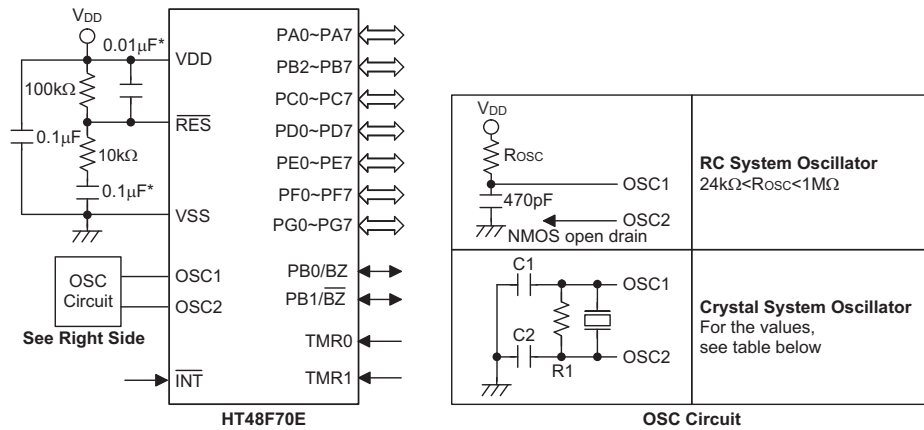 VDD
0.01μF*
100kΩ
0.1μF
10kΩ
0.1μF*
OSC
Circuit
See Right Side
VDD
RES
VSS
OSC1
OSC2
INT
PA0~PA7
PB2~PB7
PC0~PC7
PD0~PD7
PE0~PE7
PF0~PF7
PG0~PG7
PB0/BZ
PB1/BZ
TMR0
TMR1
HT48F70E
VDD
ROSC
OSC1
470pF
OSC2
NMOS open drain
RC System Oscillator
24kΩ<ROSC<1MΩ
C1
OSC1
C2
OSC2
R1
Crystal System Oscillator
For the values,
see table below
OSC Circuit